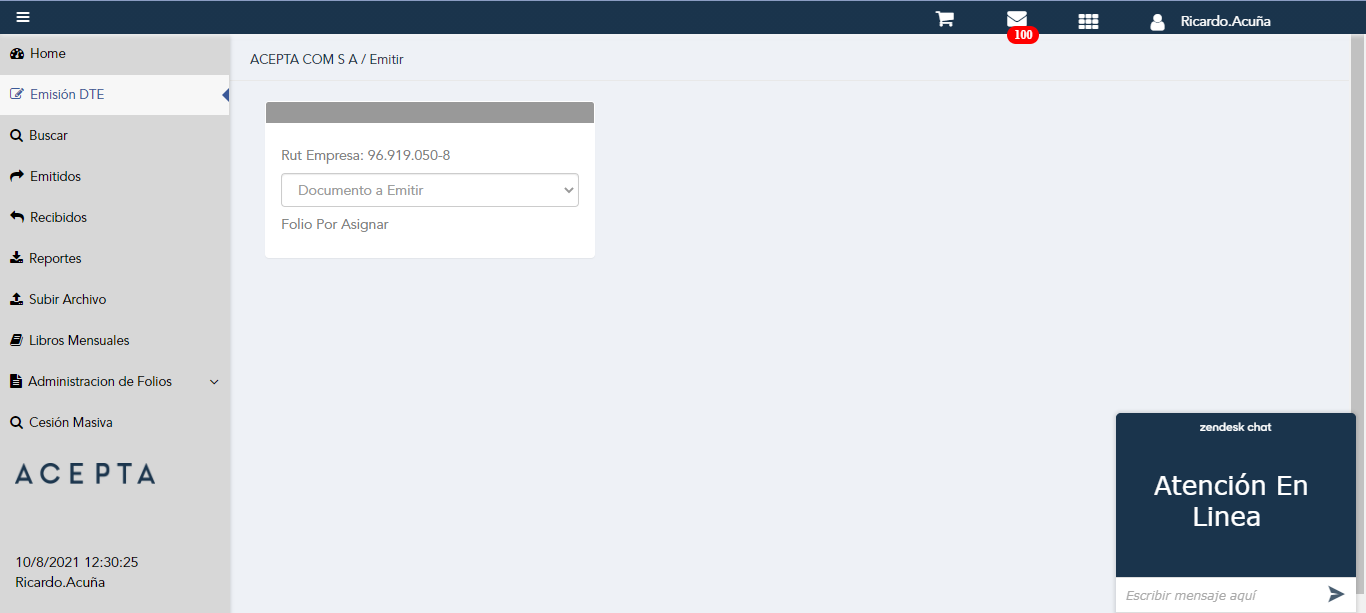 Ricardo.Acuña
100
Home
Emisión DTE
Buscar
Emitidos
Recibidos
Reportes
Subir Archivo
Libros Mensuales
Administracion de Folios
Cesión Masiva
ACEPTA
10/8/2021 12:30:25
Ricardo.Acuña
ACEPTA COM S A / Emitir
Rut Empresa: 96.919.050-8
Documento a Emitir
Folio Por Asignar
zendesk chat
Atención En
Linea
Escribir mensaje aquí